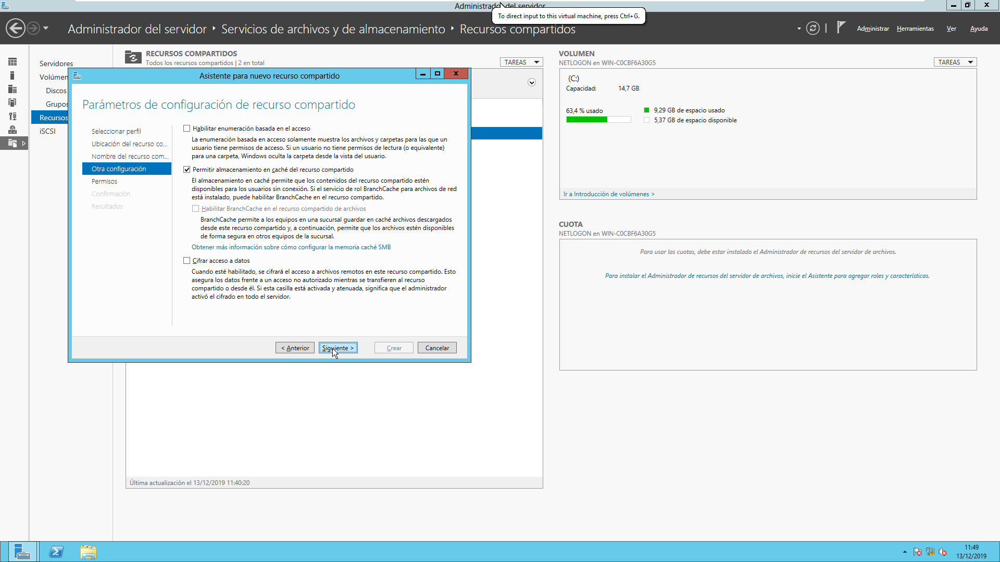 Administrador del servidor
To direct input to this virtual machine, press Ctrl+G.
Administrador del servidor ‣ Servicios de archivos y de almacenamiento ‣ Recursos compartidos
Administrar
Herramientas
Ver
Ayuda
Servidores
Volúmen
Discos
Grupos
Recursos
iSCSI
RECURSOS COMPARTIDOS
Todos los recursos compartidos | 2 en total
TAREAS
Asistente para nuevo recurso compartido
Parámetros de configuración de recurso compartido
Seleccionar perfil
Ubicación del recurso co...
Nombre del recurso com...
Otra configuración
Permisos
Confirmación
Resultados
Habilitar enumeración basada en el acceso
La enumeración basada en acceso solamente muestra los archivos y carpetas para las que un
usuario tiene permisos de acceso. Si un usuario no tiene permisos de lectura (o equivalente)
para una carpeta, Windows oculta la carpeta desde la vista del usuario.
Permitir almacenamiento en caché del recurso compartido
El almacenamiento en caché permite que los contenidos del recurso compartido estén
disponibles para los usuarios sin conexión. Si el servicio de rol BranchCache para archivos de red
está instalado, puede habilitar BranchCache en el recurso compartido.
Habilitar BranchCache en el recurso compartido de archivos
BranchCache permite a los equipos en una sucursal guardar en caché archivos descargados
desde este recurso compartido y, a continuación, permite que los archivos estén disponibles
de forma segura en otros equipos de la sucursal.
Obtener más información sobre cómo configurar la memoria caché SMB
Cifrar acceso a datos
Cuando esté habilitado, se cifrará el acceso a archivos remotos en este recurso compartido. Esto
asegura los datos frente a un acceso no autorizado mientras se transfieren al recurso
compartido o desde él. Si esta casilla está activada y atenuada, significa que el administrador
activó el cifrado en todo el servidor.
< Anterior
Siguiente >
Crear
Cancelar
Última actualización el 13/12/2019 11:40:20
VOLUMEN
NETLOGON en WIN-C0CBF6A30G5
TAREAS
(C:)
Capacidad: 14,7 GB
63,4 % usado
9,29 GB de espacio usado
5,37 GB de espacio disponible
Ir a Introducción de volúmenes >
CUOTA
NETLOGON en WIN-C0CBF6A30G5
Para usar las cuotas, debe estar instalado el Administrador de recursos del servidor de archivos.
Para instalar el Administrador de recursos del servidor de archivos, inicie el Asistente para agregar roles y características.
11:49
13/12/2019